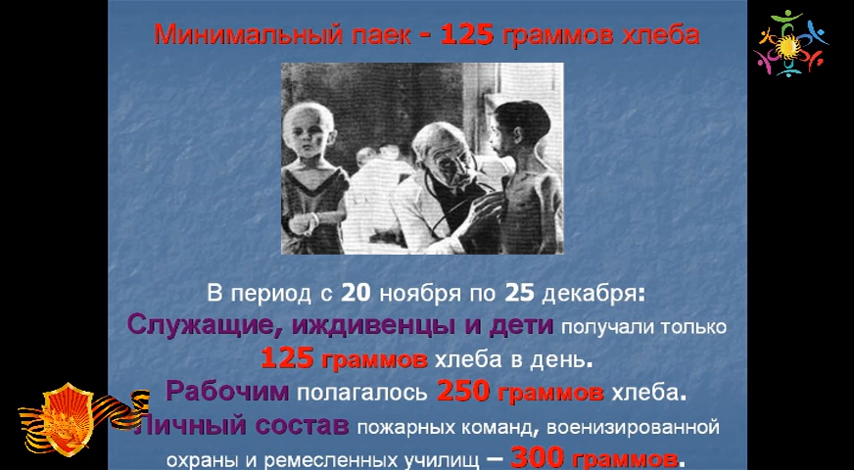 Минимальный паек - 125 граммов хлеба
В период с 20 ноября по 25 декабря:
Служащие, иждивенцы и дети получали только
125 граммов хлеба в день.
Рабочим полагалось 250 граммов хлеба.
Личный состав пожарных команд, военизированной
охраны и ремесленных училищ – 300 граммов.